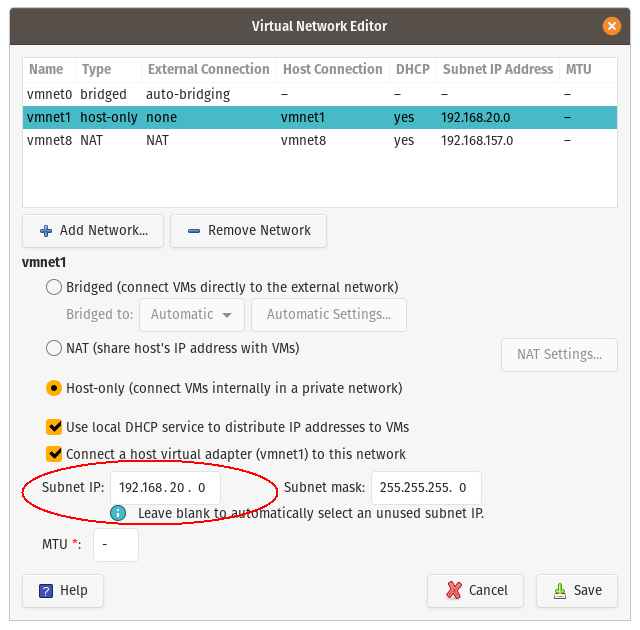 Virtual Network Editor
Name Type External Connection Host Connection DHCP Subnet IP Address MTU
vmnet0 bridged auto-bridging – – – –
vmnet1 host-only none vmnet1 yes 192.168.20.0 –
vmnet8 NAT NAT vmnet8 yes 192.168.157.0 –
Add Network... Remove Network
vmnet1
Bridged (connect VMs directly to the external network)
Bridged to: Automatic Automatic Settings...
NAT (share host's IP address with VMs)
NAT Settings...
Host-only (connect VMs internally in a private network)
Use local DHCP service to distribute IP addresses to VMs
Connect a host virtual adapter (vmnet1) to this network
Subnet IP: 192.168. 20 . 0 Subnet mask: 255.255.255. 0
Leave blank to automatically select an unused subnet IP.
MTU *: -
? Help Cancel Save